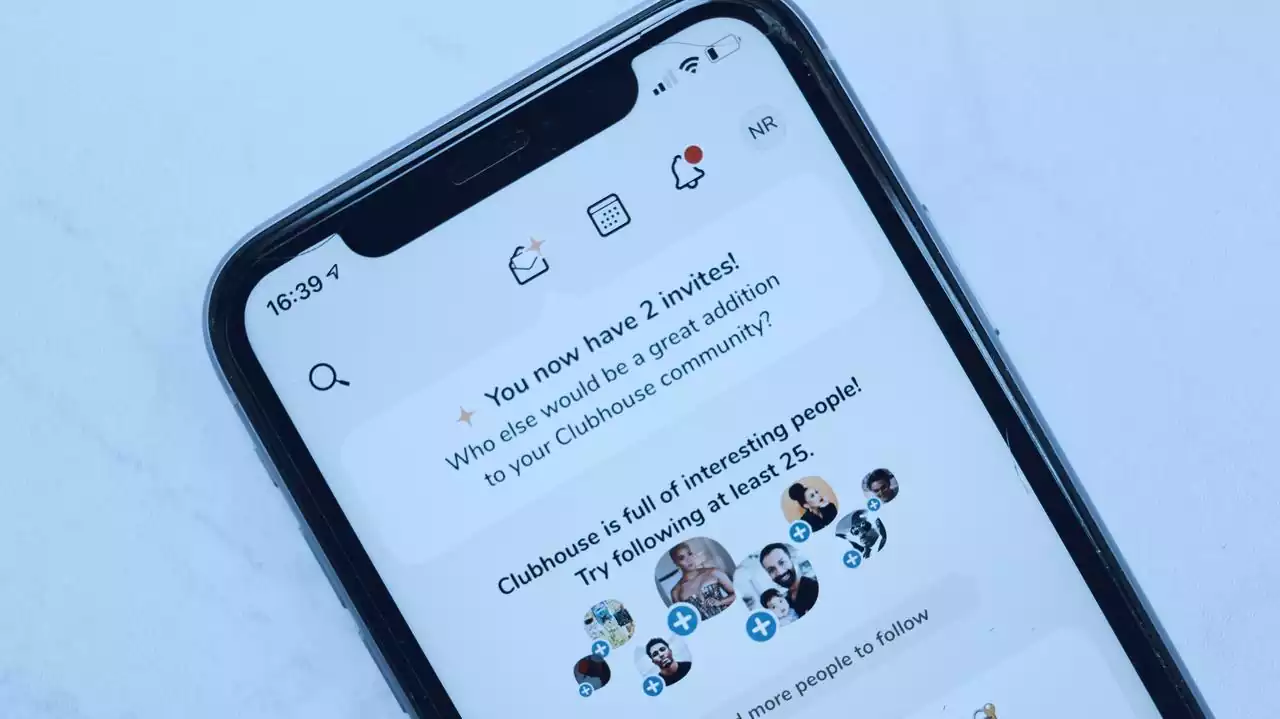 16:39
NR
You now have 2 invites!
Who else would be a great addition
to your Clubhouse community?
Clubhouse is full of interesting people!
Try following at least 25.
more people to follow